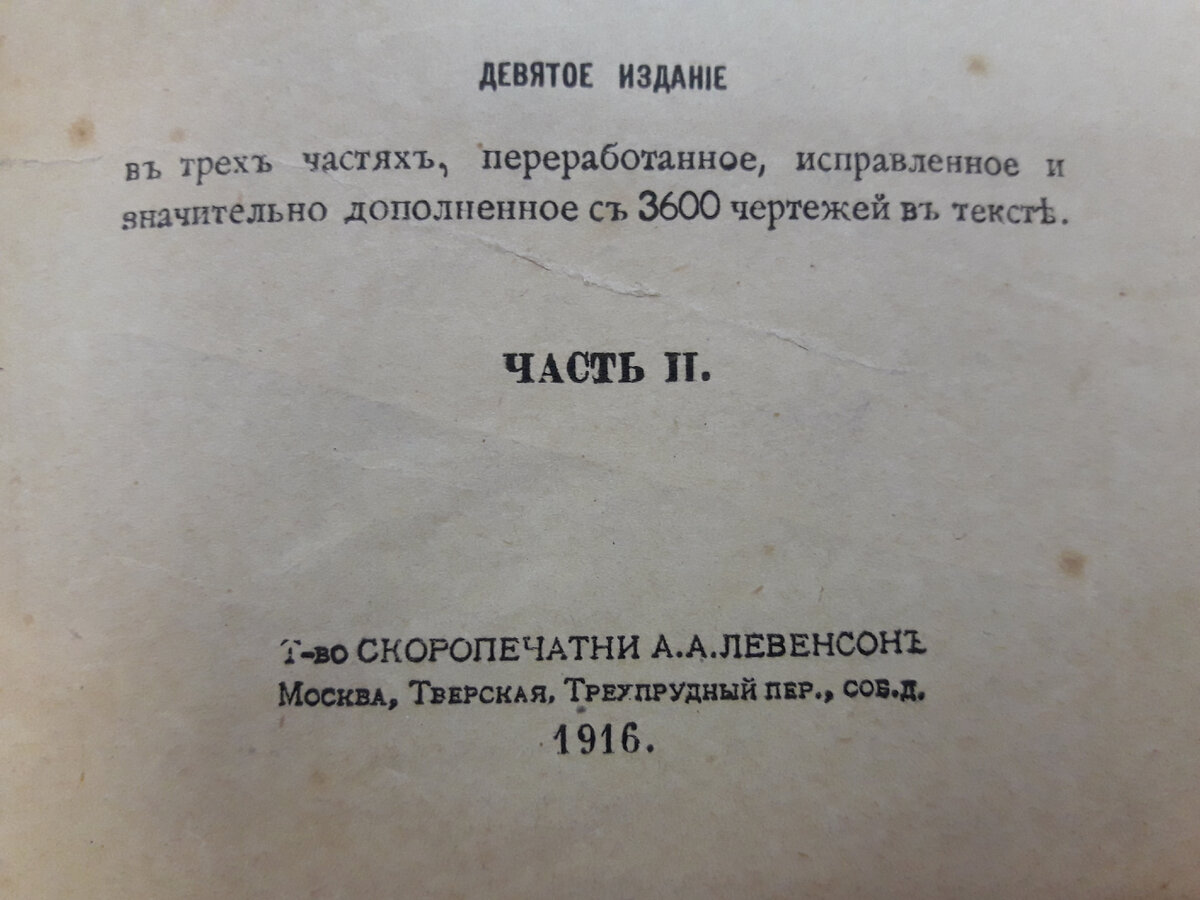 ДЕВЯТОЕ ИЗДАНІЕ
въ трехъ частяхъ, переработанное, исправленное и
значительно дополненное съ 3600 чертежей въ текстѣ.
ЧАСТЬ II.
Т-во СКОРОПЕЧАТНИ А.А.ЛЕВЕНСОНЪ
Москва, Тверская, Трехпрудный пер., соб.д.
1916.